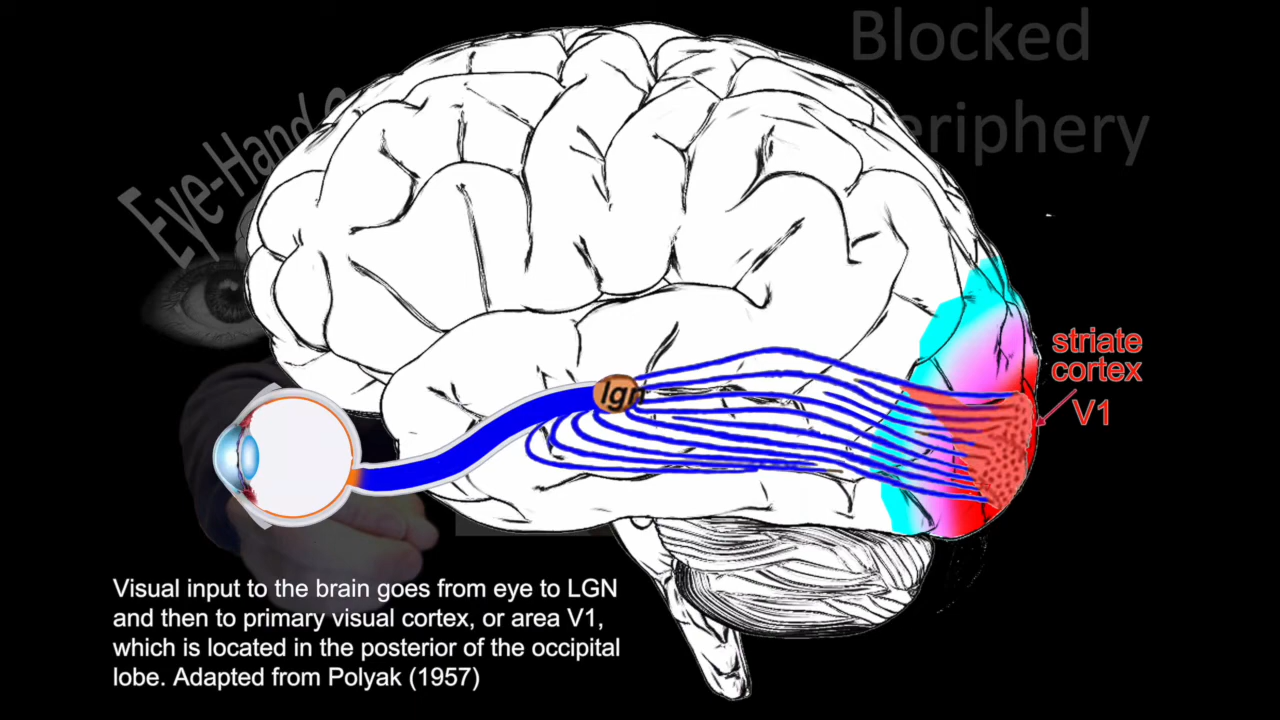 Blocked
eriphery
Eye-Hand
lgn
striate
cortex
V1
Visual input to the brain goes from eye to LGN
and then to primary visual cortex, or area V1,
which is located in the posterior of the occipital
lobe. Adapted from Polyak (1957)